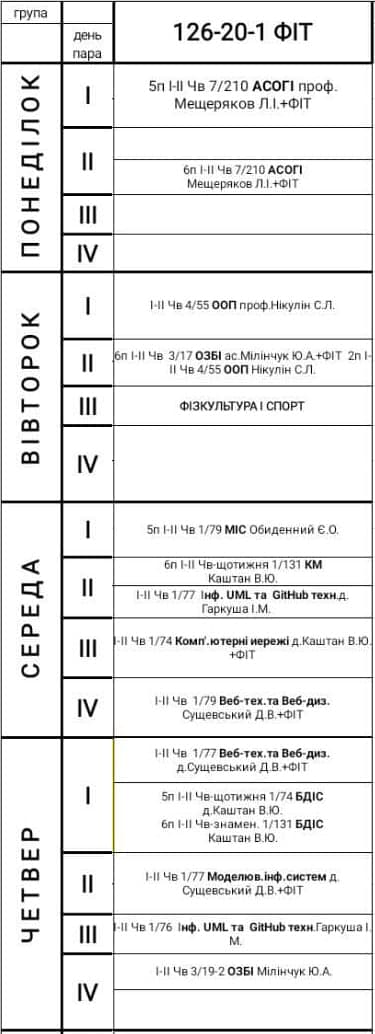 група
день
пара
126-20-1 ФІТ
ПОНЕДІЛОК
I
5п I-II Чв 7/210 АСОГІ проф.
Мещеряков Л.І.+ФІТ
II
6п I-II Чв 7/210 АСОГІ
Мещеряков Л.І.+ФІТ
III
IV
ВІВТОРОК
I
I-II Чв 4/55 ООП проф.Нікулін С.Л.
II
6п I-II Чв 3/17 ОЗБІ ас.Мілінчук Ю.А.+ФІТ 2п I-
II Чв 4/55 ООП Нікулін С.Л.
III
ФІЗКУЛЬТУРА І СПОРТ
IV
СЕРЕДА
I
5п I-II Чв 1/79 МІС Обиденний Є.О.
II
6п I-II Чв-щотижня 1/131 КМ
Каштан В.Ю.
I-II Чв 1/77 Інф. UML та GitHub техн.д.
Гаркуша І.М.
III
I-II Чв 1/74 Комп'.ютерні иережі д.Каштан В.Ю.
+ФІТ
IV
I-II Чв 1/79 Веб-тех.та Веб-диз.
Сущевський Д.В.+ФІТ
ЧЕТВЕР
I
I-II Чв 1/77 Веб-тех.та Веб-диз.
д.Сущевський Д.В.+ФІТ
5п I-II Чв-щотижня 1/74 БДІС
д.Каштан В.Ю.
6п I-II Чв-знамен. 1/131 БДІС
Каштан В.Ю.
II
I-II Чв 1/77 Моделюв.інф.систем д.
Сущевський Д.В.+ФІТ
III
I-II Чв 1/76 Інф. UML та GitHub техн.Гаркуша І.
М.
IV
I-II Чв 3/19-2 ОЗБІ Мілінчук Ю.А.